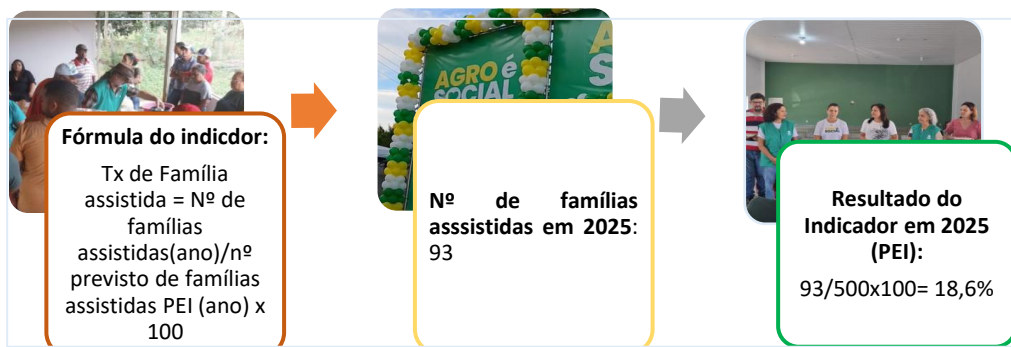 AGRO é
SOCIAL
Fórmula do indicdor:
Tx de Família
assistida = Nº de
famílias
assistidas(ano)/nº
previsto de famílias
assistidas PEI (ano) x
100
Nº de famílias
asssistidas em 2025:
93
Resultado do
Indicador em 2025
(PEI):
93/500x100= 18,6%